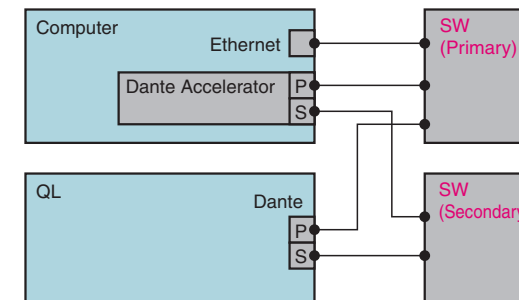 Computer
Ethernet
Dante Accelerator
P
S
SW
(Primary)
QL
Dante
P
S
SW
(Secondary